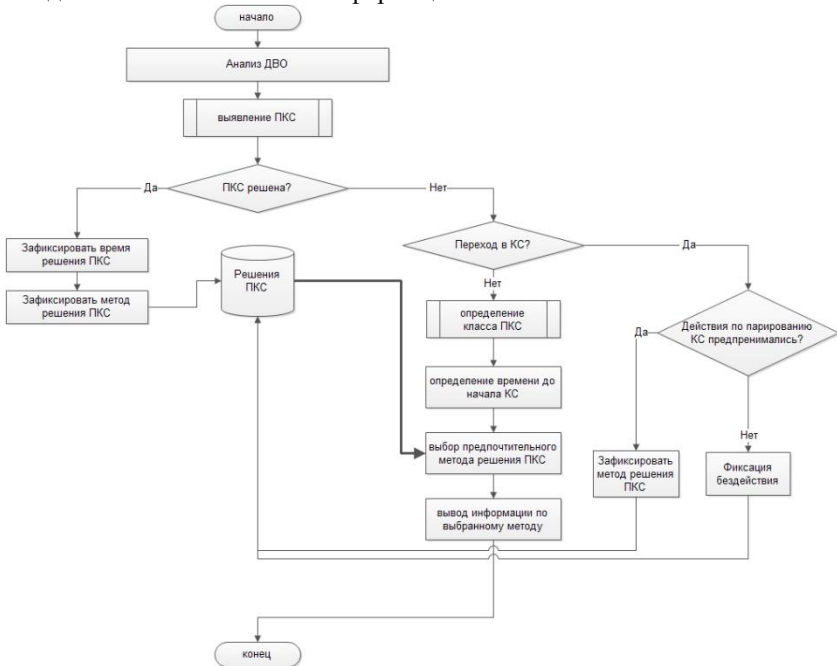 начало
Анализ ДВО
выявление ПКС
ПКС решена?
Да
Нет
Зафиксировать время
решения ПКС
Зафиксировать метод
решения ПКС
Решения
ПКС
Переход в КС?
Да
Нет
определение
класса ПКС
Действия по парированию
КС предпренимались?
Да
Нет
определение времени до
начала КС
выбор предпочтительного
метода решения ПКС
Зафиксировать
метод решения
ПКС
Фиксация
бездействия
вывод информации по
выбранному методу
конец